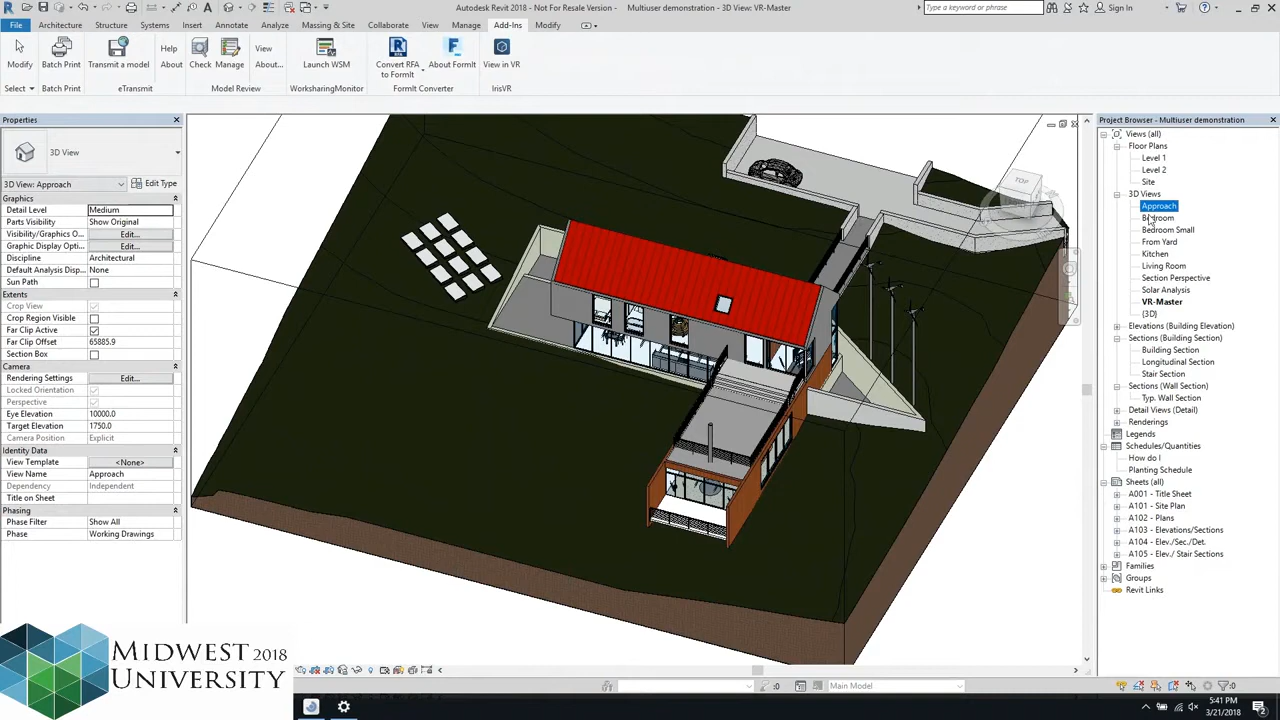 Autodesk Revit 2018 - Not For Resale Version - Multiuser demonstration - 3D View: VR-Master
Type a keyword or phrase
Sign In
File Architecture Structure Systems Insert Annotate Analyze Massing & Site Collaborate View Manage Add-Ins Modify
Modify Batch Print Transmit a model Help About Check Manage View About... Launch WSM Convert RFA to FormIt About FormIt View in VR
Select Batch Print eTransmit Model Review WorksharingMonitor FormIt Converter IrisVR
Properties
3D View
3D View: Approach Edit Type
Graphics
Detail Level Medium
Parts Visibility Show Original
Visibility/Graphics O... Edit...
Graphic Display Opti... Edit...
Discipline Architectural
Default Analysis Disp... None
Sun Path
Extents
Crop View
Crop Region Visible
Far Clip Active
Far Clip Offset 65885.9
Section Box
Camera
Rendering Settings Edit...
Locked Orientation
Perspective
Eye Elevation 10000.0
Target Elevation 1750.0
Camera Position Explicit
Identity Data
View Template <None>
View Name Approach
Dependency Independent
Title on Sheet
Phasing
Phase Filter Show All
Phase Working Drawings
TOP
Project Browser - Multiuser demonstration
Views (all)
Floor Plans
Level 1
Level 2
Site
3D Views
Approach
Bedroom
Bedroom Small
From Yard
Kitchen
Living Room
Section Perspective
Solar Analysis
VR-Master
{3D}
Elevations (Building Elevation)
Sections (Building Section)
Building Section
Longitudinal Section
Stair Section
Sections (Wall Section)
Typ. Wall Section
Detail Views (Detail)
Renderings
Legends
Schedules/Quantities
How do I
Planting Schedule
Sheets (all)
A001 - Title Sheet
A101 - Site Plan
A102 - Plans
A103 - Elevations/Sections
A104 - Elev./Sec./Det.
A105 - Elev./ Stair Sections
Families
Groups
Revit Links
MIDWEST 2018
UNIVERSITY
:0 Main Model :0
5:41 PM
3/21/2018
2